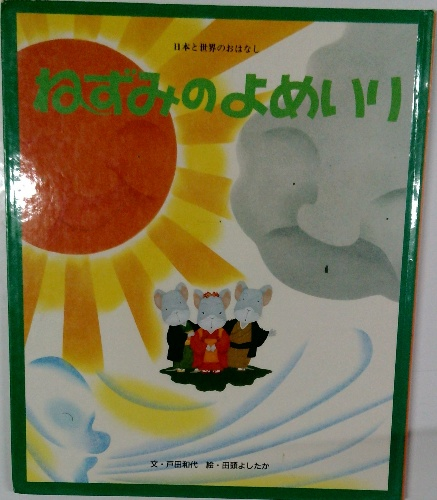 日本と世界のおはなし
ねずみのよめいり
文・戸田和代 絵・田頭よしたか